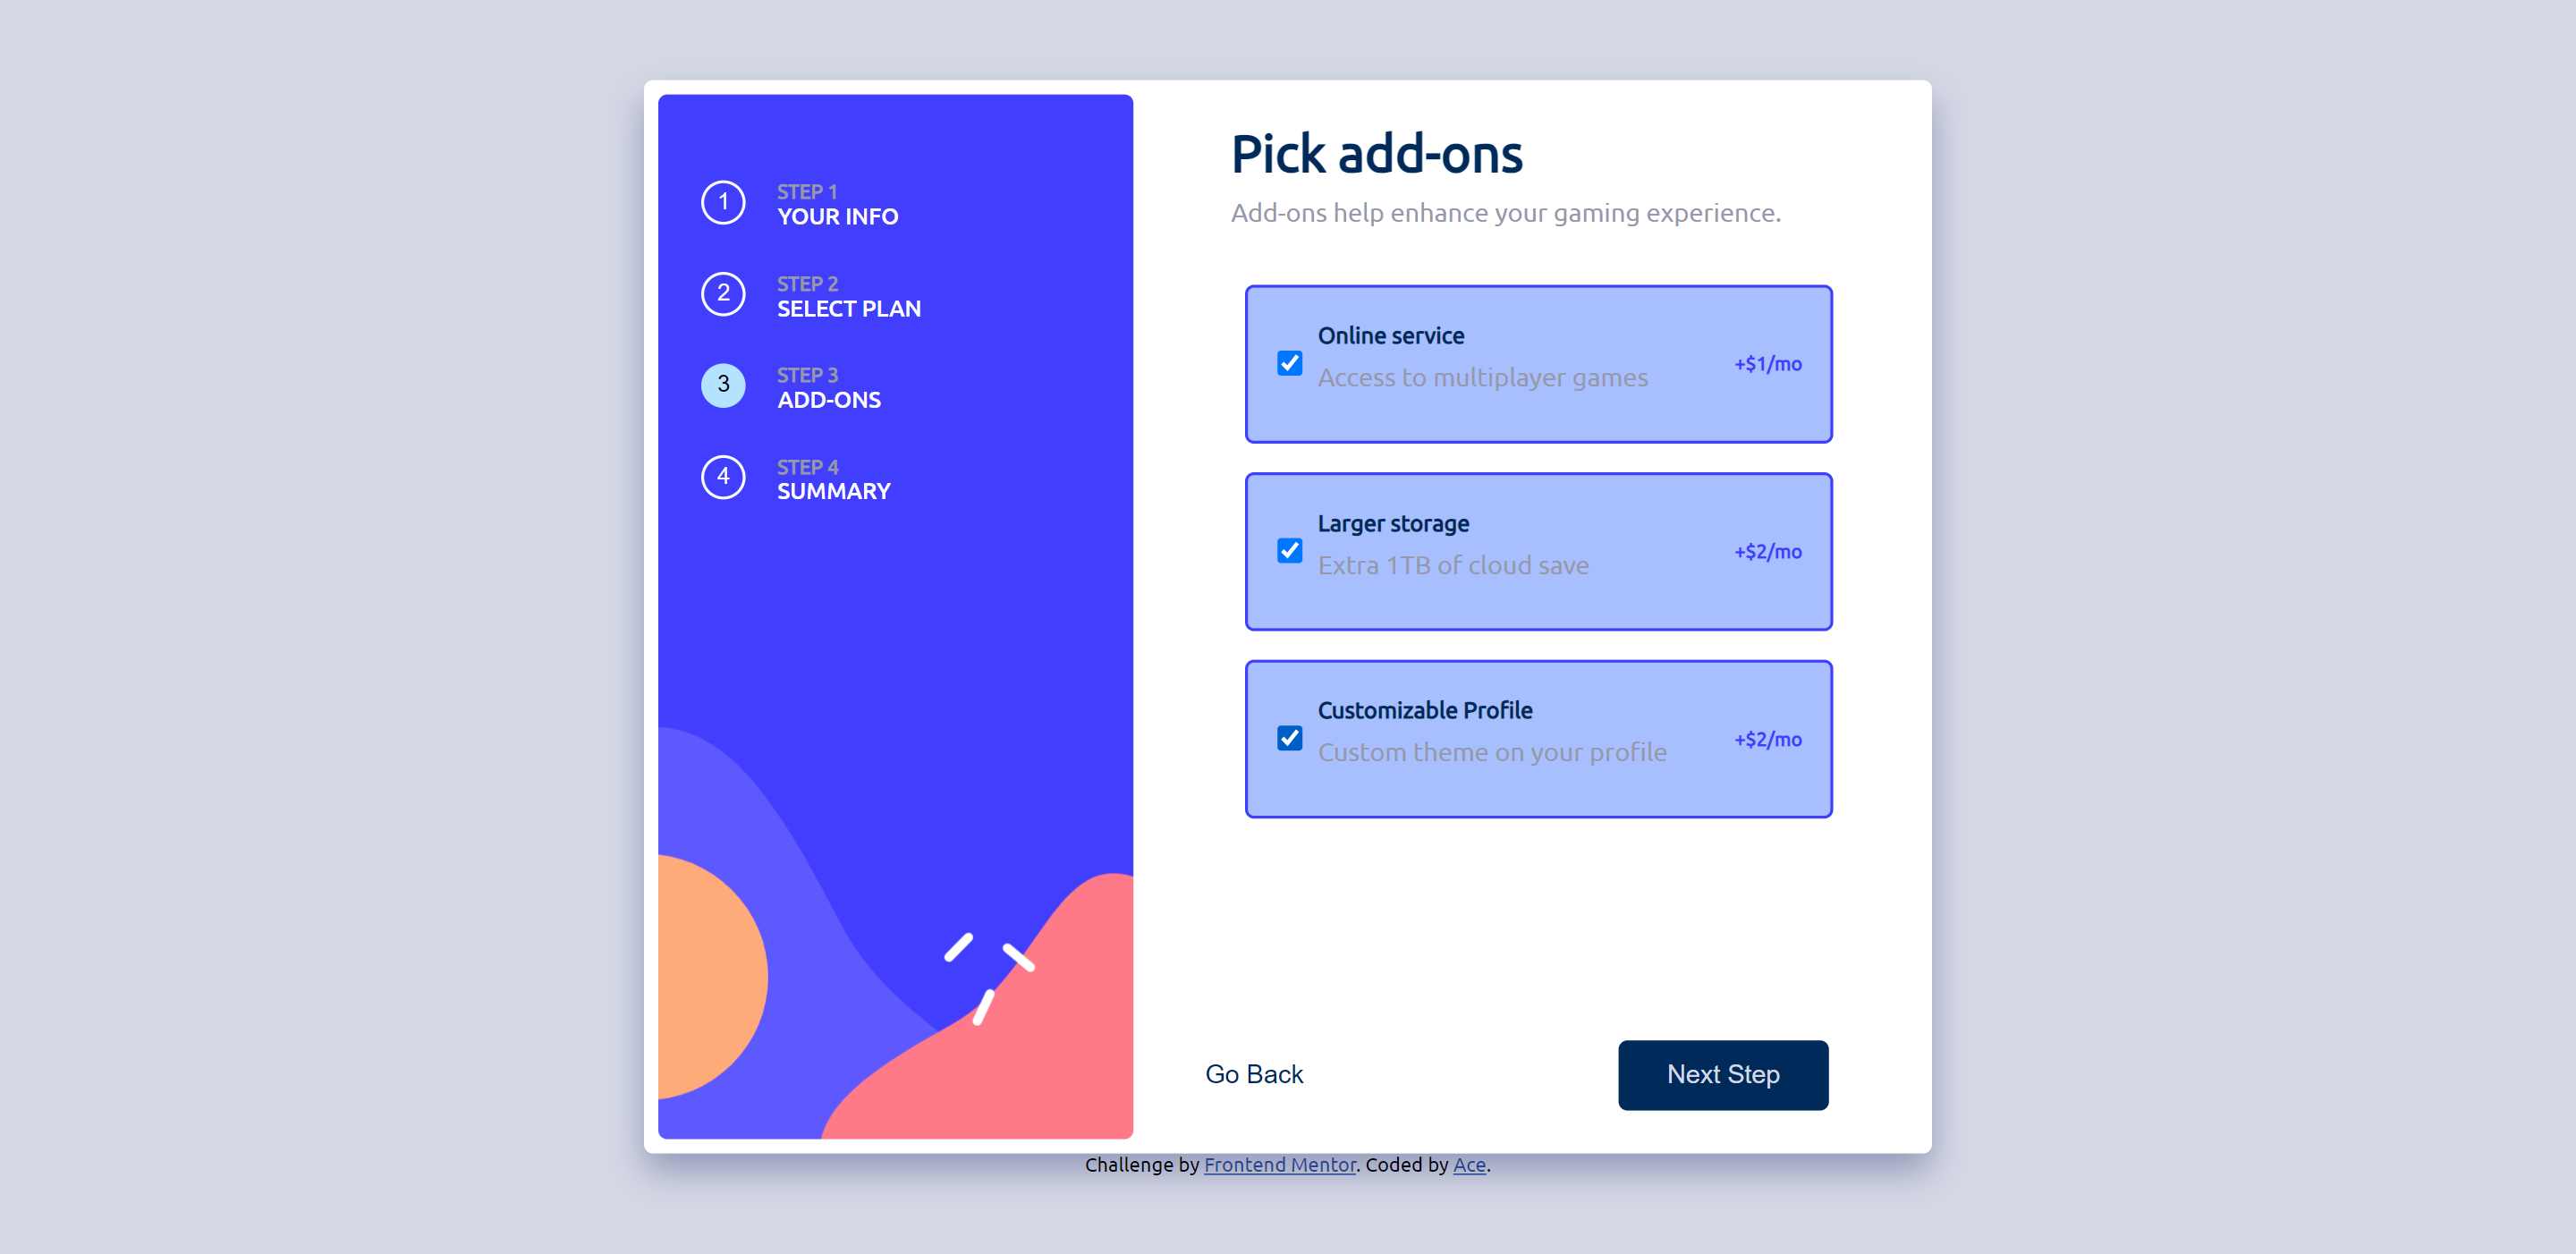 1
STEP 1
YOUR INFO
2
STEP 2
SELECT PLAN
3
STEP 3
ADD-ONS
4
STEP 4
SUMMARY
Pick add-ons
Add-ons help enhance your gaming experience.
Online service
Access to multiplayer games
+$1/mo
Larger storage
Extra 1TB of cloud save
+$2/mo
Customizable Profile
Custom theme on your profile
+$2/mo
Go Back
Next Step
Challenge by Frontend Mentor. Coded by Ace.